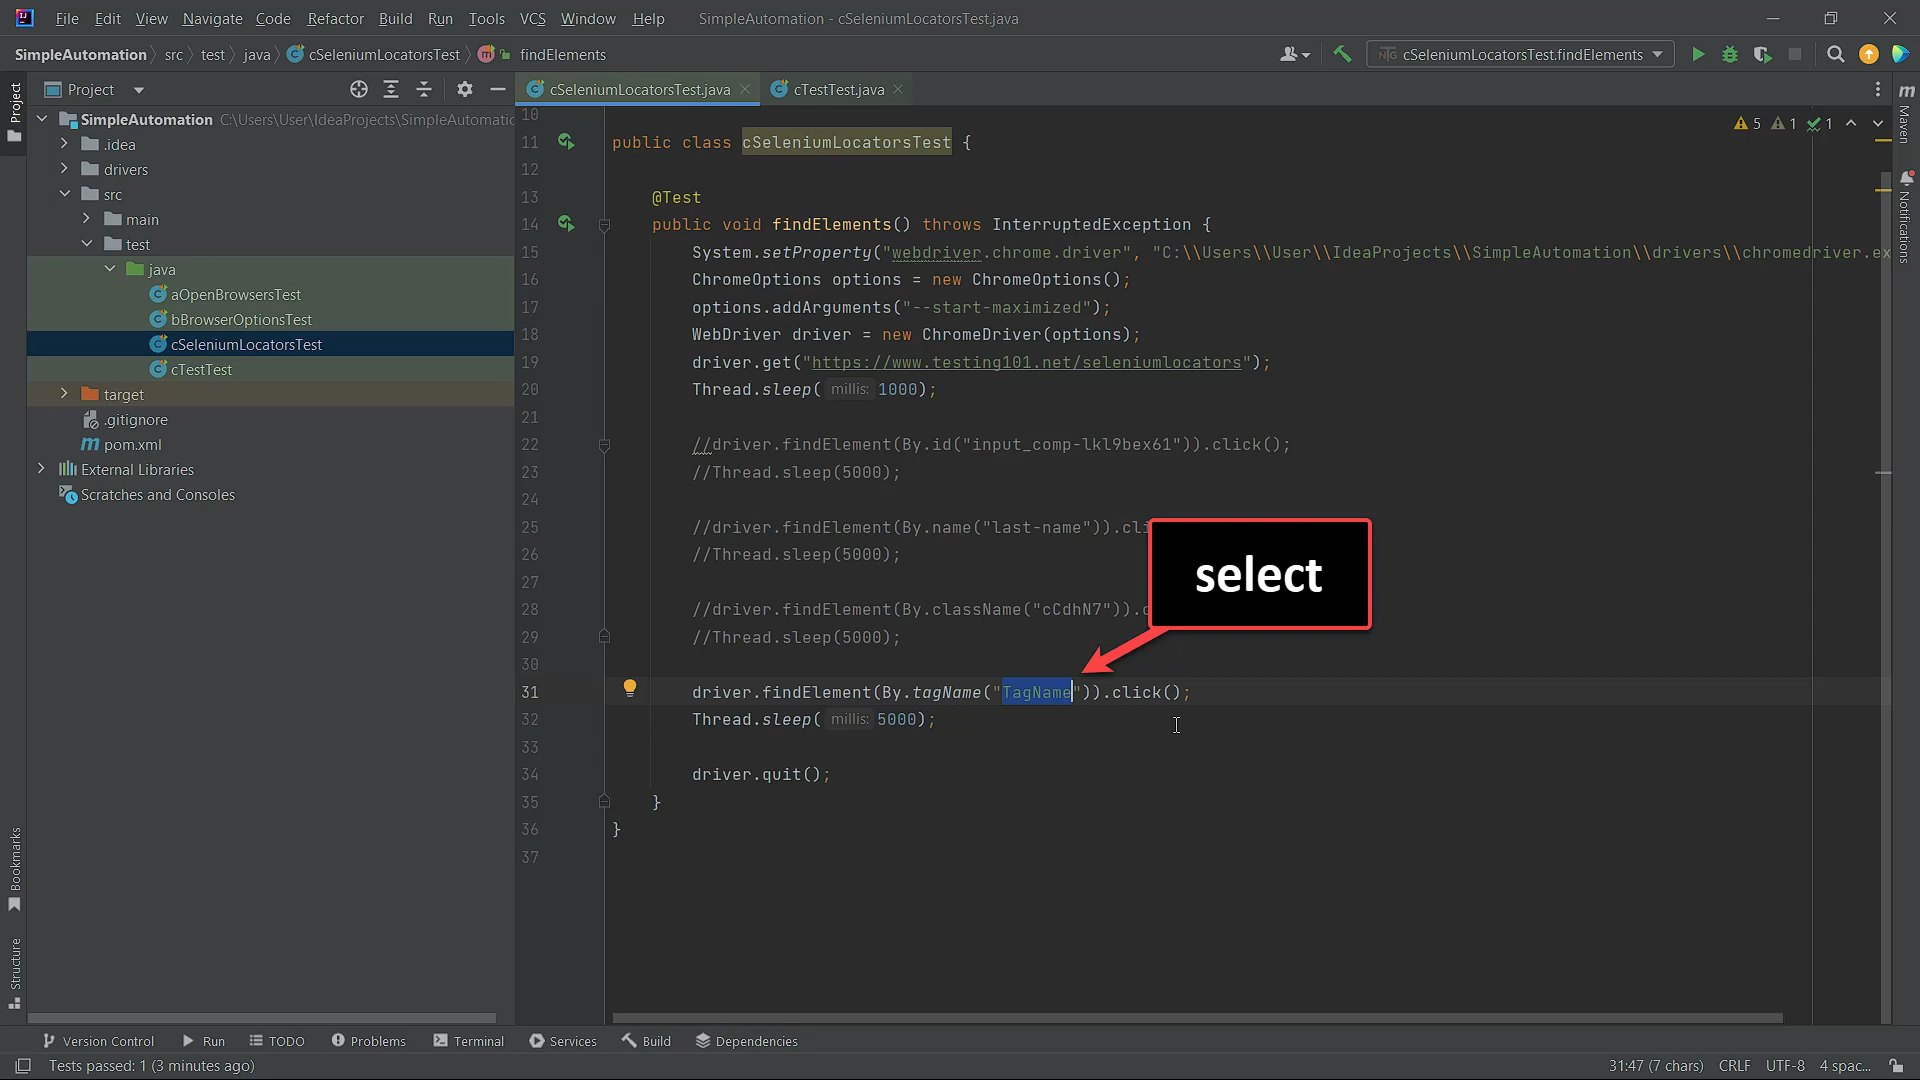 File Edit View Navigate Code Refactor Build Run Tools VCS Window Help SimpleAutomation - cSeleniumLocatorsTest.java
SimpleAutomation src test java cSeleniumLocatorsTest m findElements cSeleniumLocatorsTest.findElements
Project
Project
cSeleniumLocatorsTest.java
cTestTest.java
m
Maven
Notifications
SimpleAutomation C:\Users\User\IdeaProjects\SimpleAutomatic
.idea
drivers
src
main
test
java
aOpenBrowsersTest
bBrowserOptionsTest
cSeleniumLocatorsTest
cTestTest
target
.gitignore
m pom.xml
External Libraries
Scratches and Consoles
Bookmarks
Structure
5 1 1
10
11 public class cSeleniumLocatorsTest {
12
13 @Test
14 public void findElements() throws InterruptedException {
15 System.setProperty("webdriver.chrome.driver", "C:\\Users\\User\\IdeaProjects\\SimpleAutomation\\drivers\\chromedriver.ex
16 ChromeOptions options = new ChromeOptions();
17 options.addArguments("--start-maximized");
18 WebDriver driver = new ChromeDriver(options);
19 driver.get("https://www.testing101.net/seleniumlocators");
20 Thread.sleep( millis: 1000);
21
22 //driver.findElement(By.id("input_comp-lkl9bex61")).click();
23 //Thread.sleep(5000);
24
25 //driver.findElement(By.name("last-name")).cli
26 //Thread.sleep(5000);
27
28 //driver.findElement(By.className("cCdhN7")).c
29 //Thread.sleep(5000);
30
31 driver.findElement(By.tagName("TagName")).click();
32 Thread.sleep( millis: 5000);
33
34 driver.quit();
35 }
36 }
37
select
Version Control Run TODO Problems Terminal Services Build Dependencies
Tests passed: 1 (3 minutes ago) 31:47 (7 chars) CRLF UTF-8 4 spac...